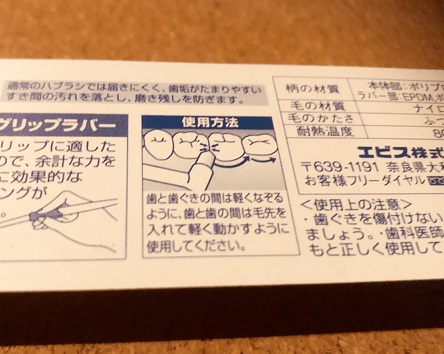 通常のハブラシでは届きにくく、歯垢がたまりやすい
すき間の汚れを落とし、磨き残しを防ぎます。
グリップラバー
リップに適した
ので、余計な力を
に効果的な
ングが
。
使用方法
歯と歯ぐきの間は軽くなぞる
ように、歯と歯の間は毛先を
入れて軽く動かすように
使用してください。
柄の材質
本体部:ポリプ
ラバー部:EPDM
毛の材質
ナイ
毛のかたさ
ふつ
耐熱温度
8
エビス株式
〒639-1191 奈良県大和
お客様フリーダイヤル
<使用上の注意>
・歯ぐきを傷付けない
ましょう。・歯科医師
もと正しく使用して